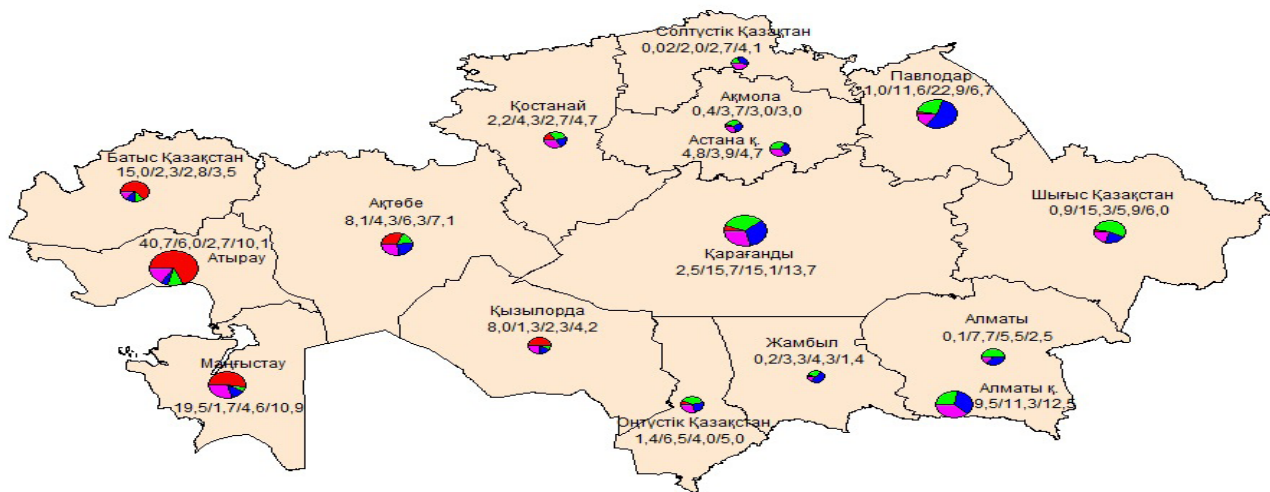 Солтүстік Қазақтан
0,02/2,0/2,7/4,1
Павлодар
1,0/11,6/22,9/6,7
Ақмола
0,4/3,7/3,0/3,0
Қостанай
2,2/4,3/2,7/4,7
Астана қ.
4,8/3,9/4,7
Батыс Қазақстан
15,0/2,3/2,8/3,5
Ақтөбе
8,1/4,3/6,3/7,1
Шығыс Қазақстан
0,9/15,3/5,9/6,0
40,7/6,0/2,7/10,1
Атырау
Қарағанды
2,5/15,7/15,1/13,7
Қызылорда
8,0/1,3/2,3/4,2
Алматы
0,1/7,7/5,5/2,5
Жамбыл
0,2/3,3/4,3/1,4
Маңғыстау
19,5/1,7/4,6/10,9
Алматы қ.
9,5/11,3/12,5
Оңтүстік Қазақстан
1,4/6,5/4,0/5,0